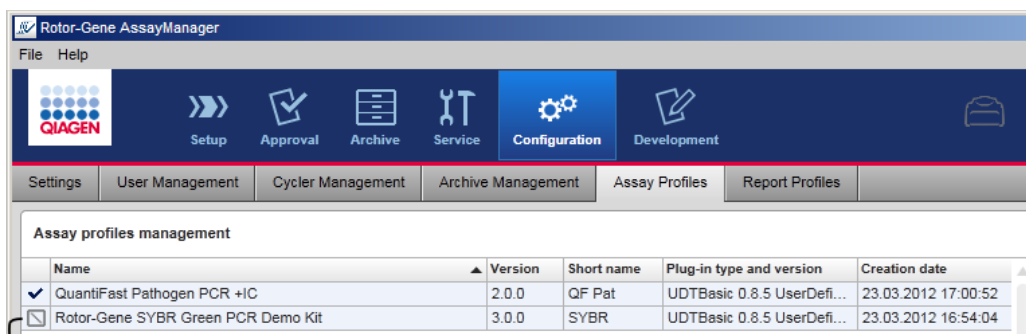 Rotor-Gene AssayManager
File Help
QIAGEN
Setup Approval Archive Service Configuration Development
Settings User Management Cycler Management Archive Management Assay Profiles Report Profiles
Assay profiles management
Name Version Short name Plug-in type and version Creation date
QuantiFast Pathogen PCR +IC 2.0.0 QF Pat UDTBasic 0.8.5 UserDefi... 23.03.2012 17:00:52
Rotor-Gene SYBR Green PCR Demo Kit 3.0.0 SYBR UDTBasic 0.8.5 UserDefi... 23.03.2012 16:54:04